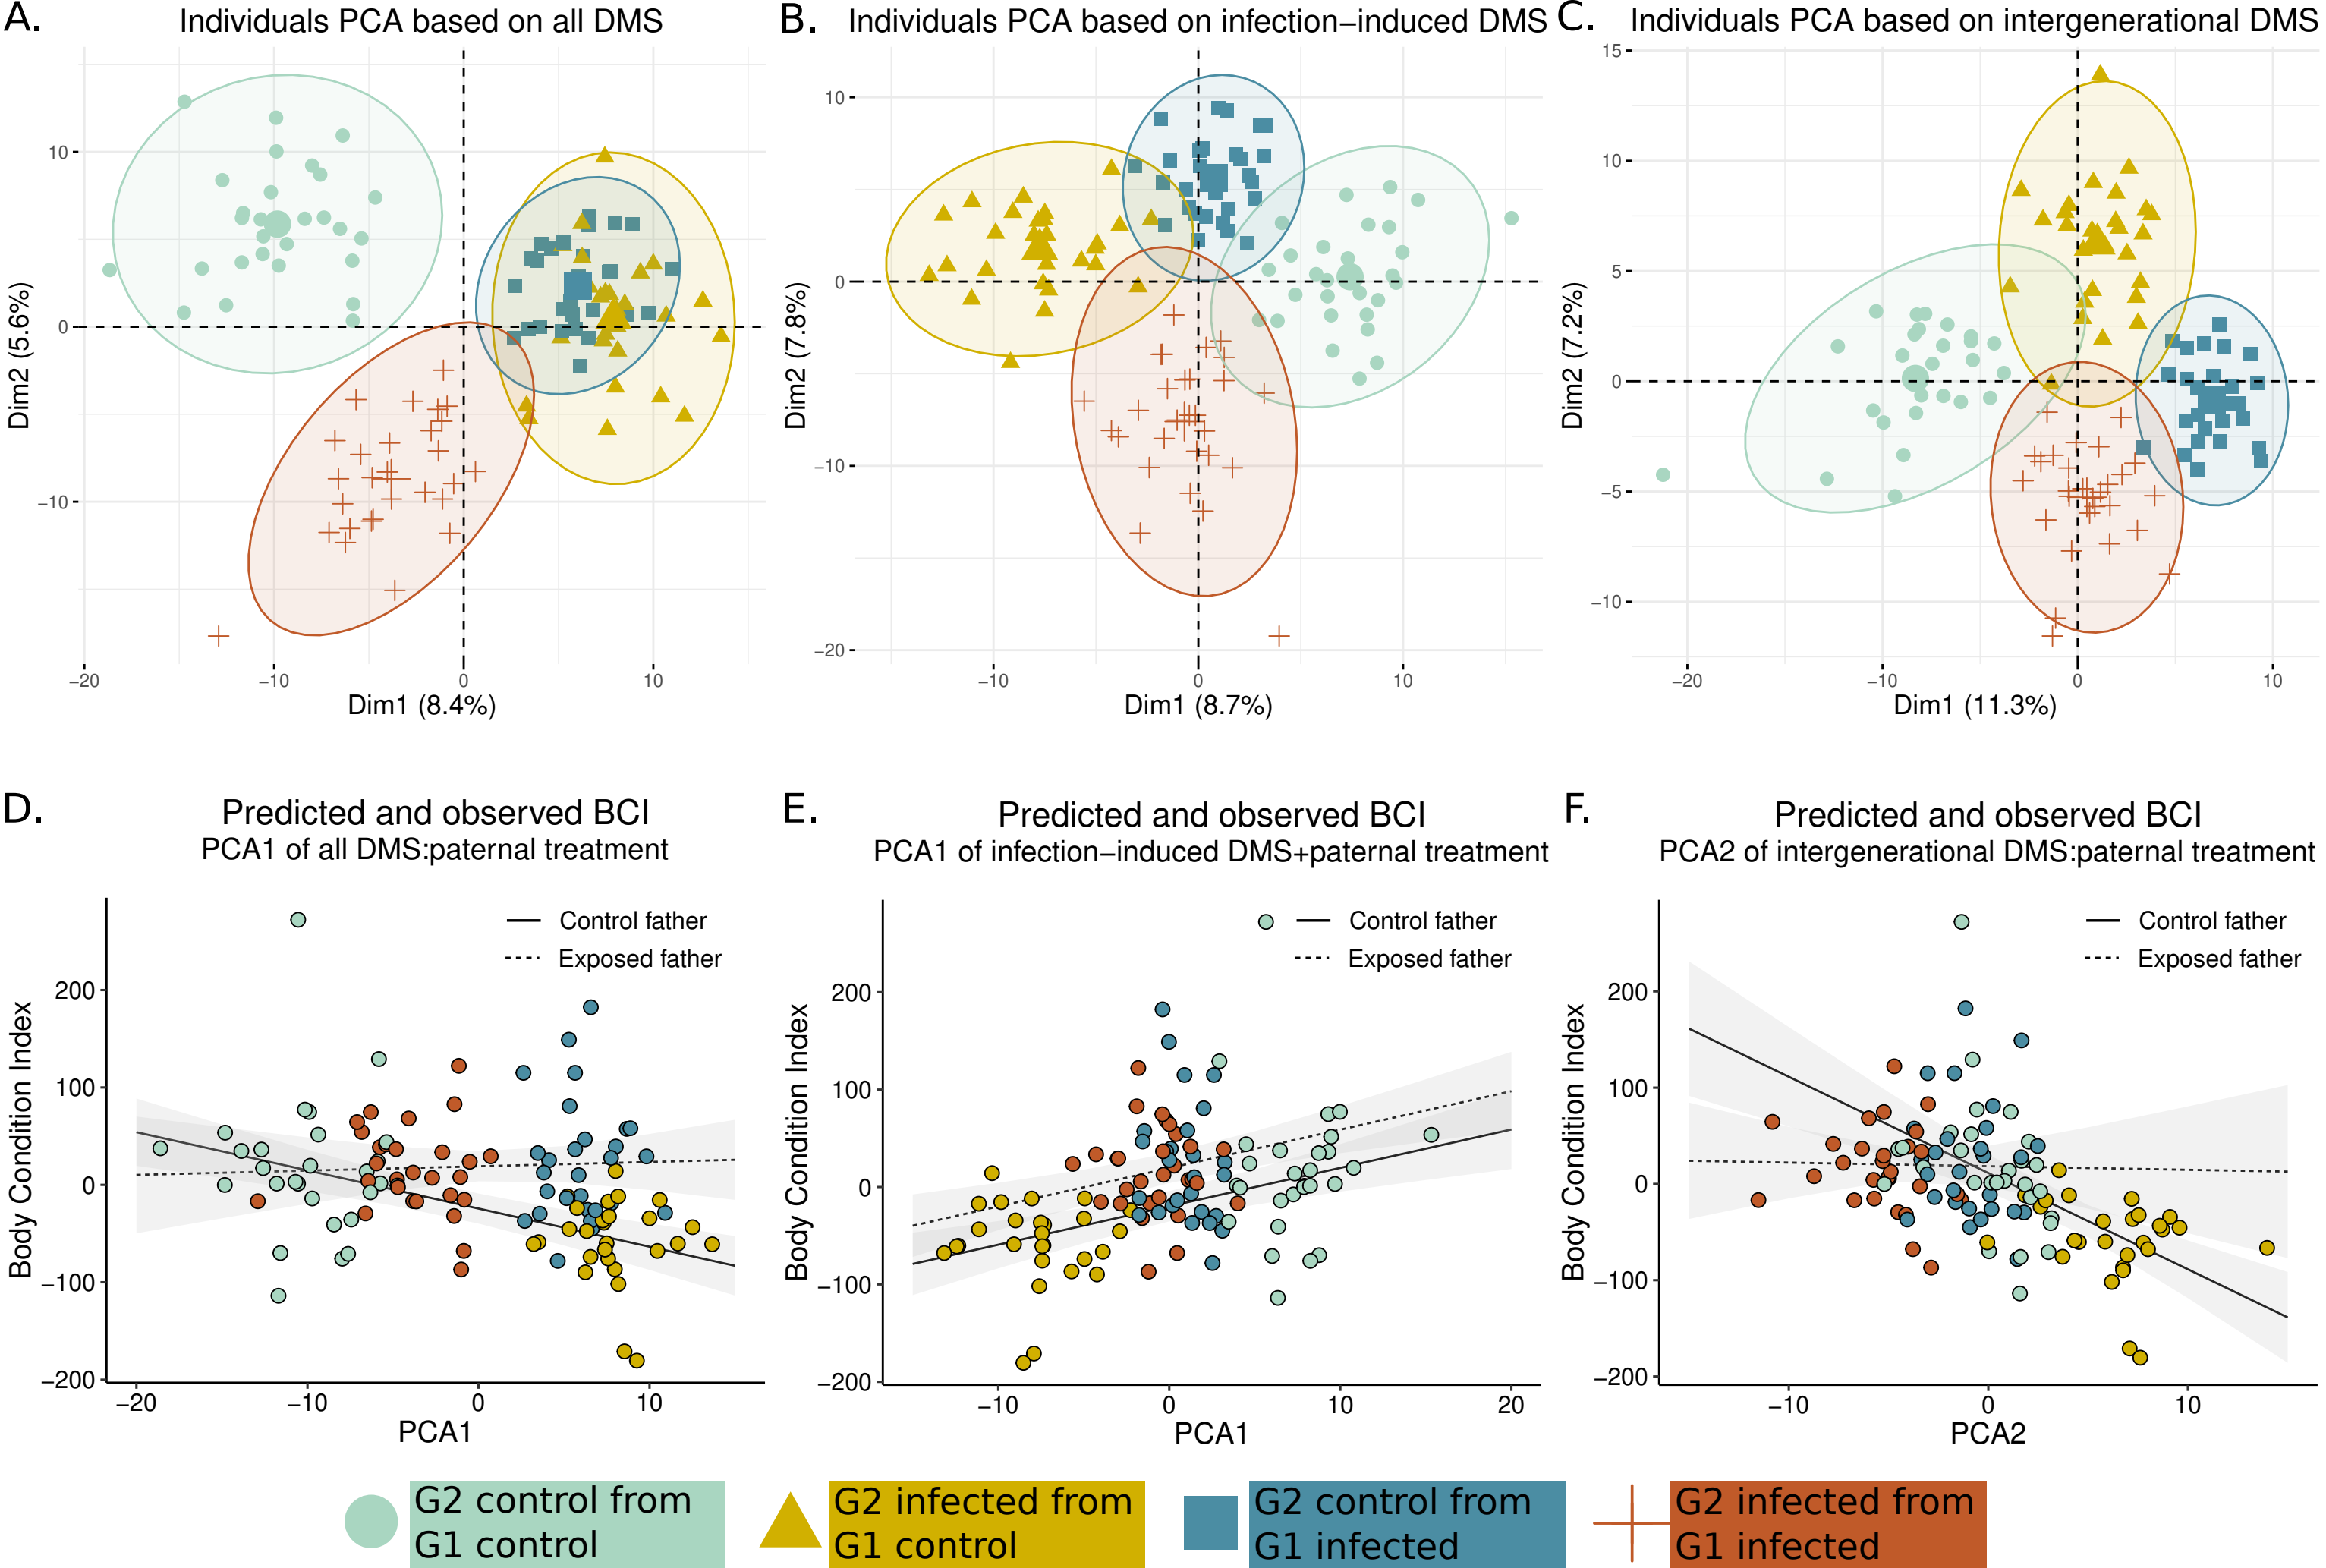 A. Individuals PCA based on all DMS
10
0
−10
−20
−10
0
10
Dim2 (5.6%)
Dim1 (8.4%)
B. Individuals PCA based on infection−induced DMS
10
0
−10
−20
−10
0
10
Dim2 (7.8%)
Dim1 (8.7%)
C. Individuals PCA based on intergenerational DMS
15
10
5
0
−5
−10
−20
−10
0
10
Dim2 (7.2%)
Dim1 (11.3%)
D. Predicted and observed BCI
PCA1 of all DMS:paternal treatment
Control father
Exposed father
200
100
0
−100
−200
−20
−10
0
10
Body Condition Index
PCA1
E. Predicted and observed BCI
PCA1 of infection−induced DMS+paternal treatment
Control father
Exposed father
200
100
0
−100
−200
−10
0
10
20
Body Condition Index
PCA1
F. Predicted and observed BCI
PCA2 of intergenerational DMS:paternal treatment
Control father
Exposed father
200
100
0
−100
−200
−10
0
10
Body Condition Index
PCA2
G2 control from
G1 control
G2 infected from
G1 control
G2 control from
G1 infected
G2 infected from
G1 infected